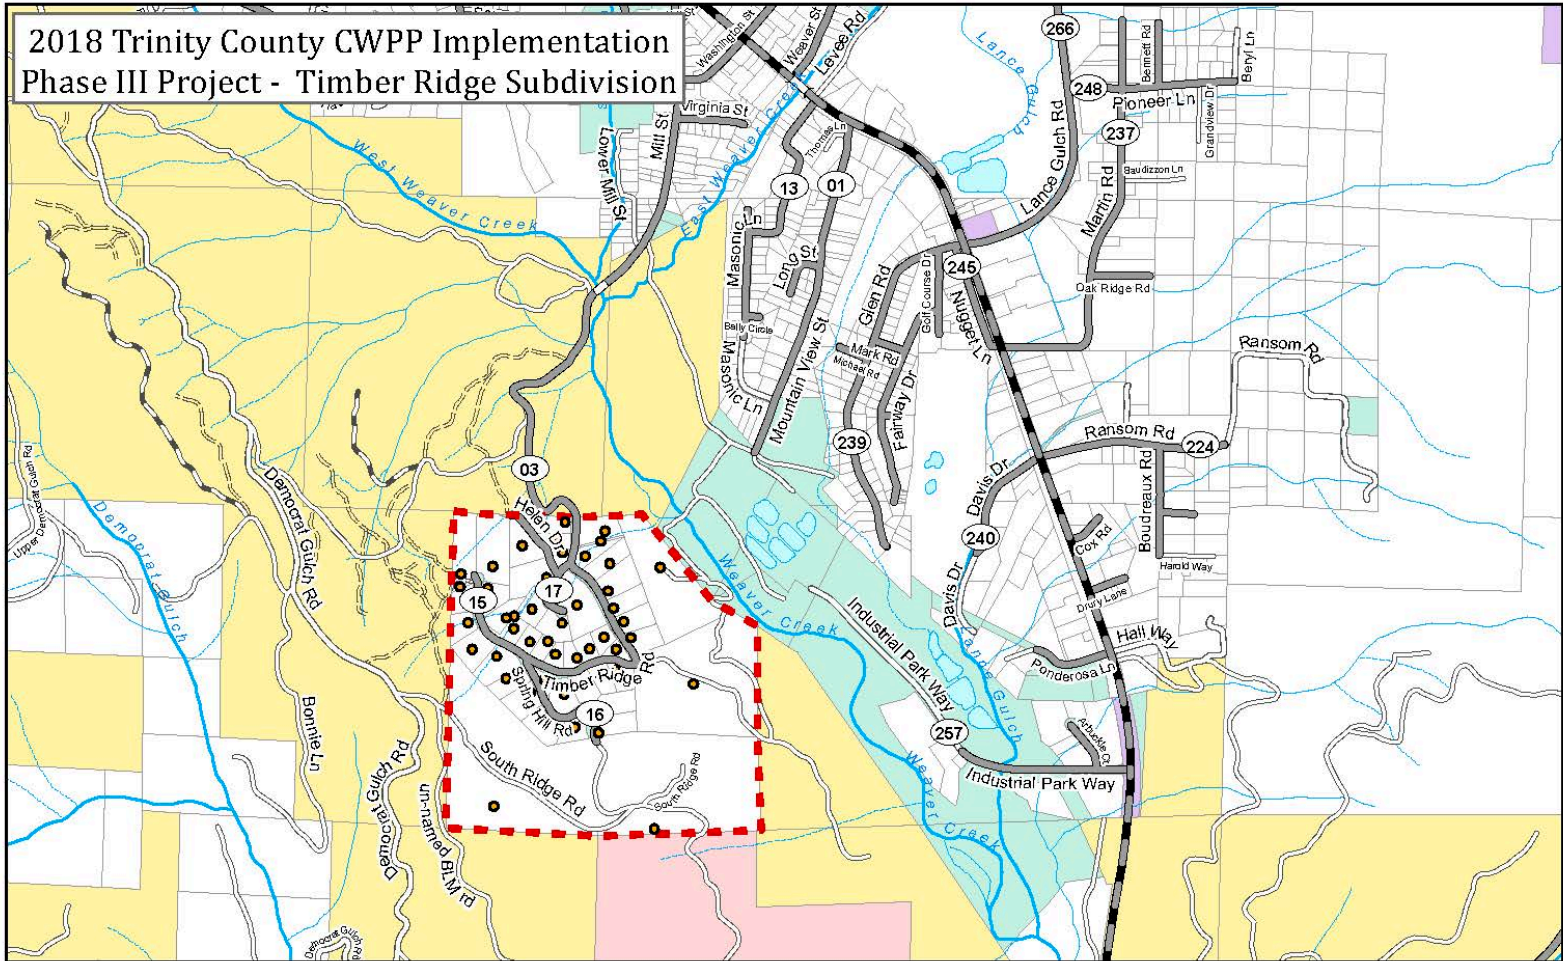 2018 Trinity County CWPP Implementation
Phase III Project - Timber Ridge Subdivision
Washington St
Weaver St
Levee Rd
Virginia St
Mill St
Lower Mill St
West Weaver Creek
East Weaver Creek
Thomas Ln
13
01
Masonic Ln
Long St
Bally Circle
Masonic Ln
Mountain View St
Glen Rd
Golf Course Dr
245
Nugget Ln
Mark Rd
Michael Rd
Fairway Dr
239
Lance Gulch
Lance Gulch Rd
266
248
Bennett Rd
Beryl Ln
Pioneer Ln
237
Grandview Dr
Martin Rd
Baudizzon Ln
Oak Ridge Rd
Ransom Rd
Ransom Rd
224
Boudreaux Rd
Davis Dr
240
Cox Rd
Harold Way
Drury Lane
Davis Dr
Hall Way
Ponderosa Ln
Lance Gulch
Arbuckle Ct
Industrial Park Way
257
Industrial Park Way
Weaver Creek
Weaver Creek
03
Helen Dr
17
15
Timber Ridge Rd
Spring Hill Rd
16
South Ridge Rd
South Ridge Rd
Upper Democrat Gulch Rd
Democrat Gulch
Democrat Gulch Rd
Bonnie Ln
Democrat Gulch Rd
un-named BLM rd
Democrat Gulch Rd